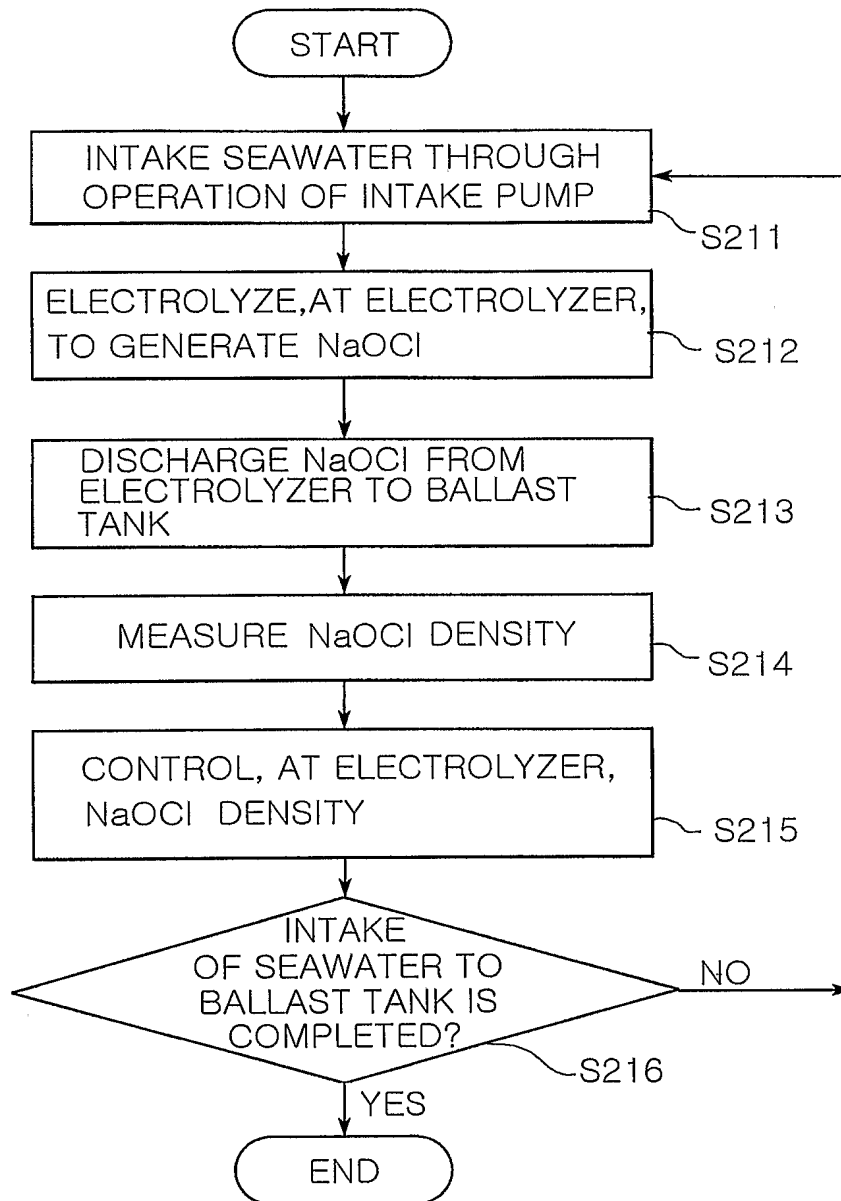 START
INTAKE SEAWATER THROUGH
OPERATION OF INTAKE PUMP
S211
ELECTROLYZE, AT ELECTROLYZER,
TO GENERATE NaOCl
S212
DISCHARGE NaOCl FROM
ELECTROLYZER TO BALLAST
TANK
S213
MEASURE NaOCl DENSITY
S214
CONTROL, AT ELECTROLYZER,
NaOCl DENSITY
S215
INTAKE
OF SEAWATER TO
BALLAST TANK IS
COMPLETED?
NO
S216
YES
END